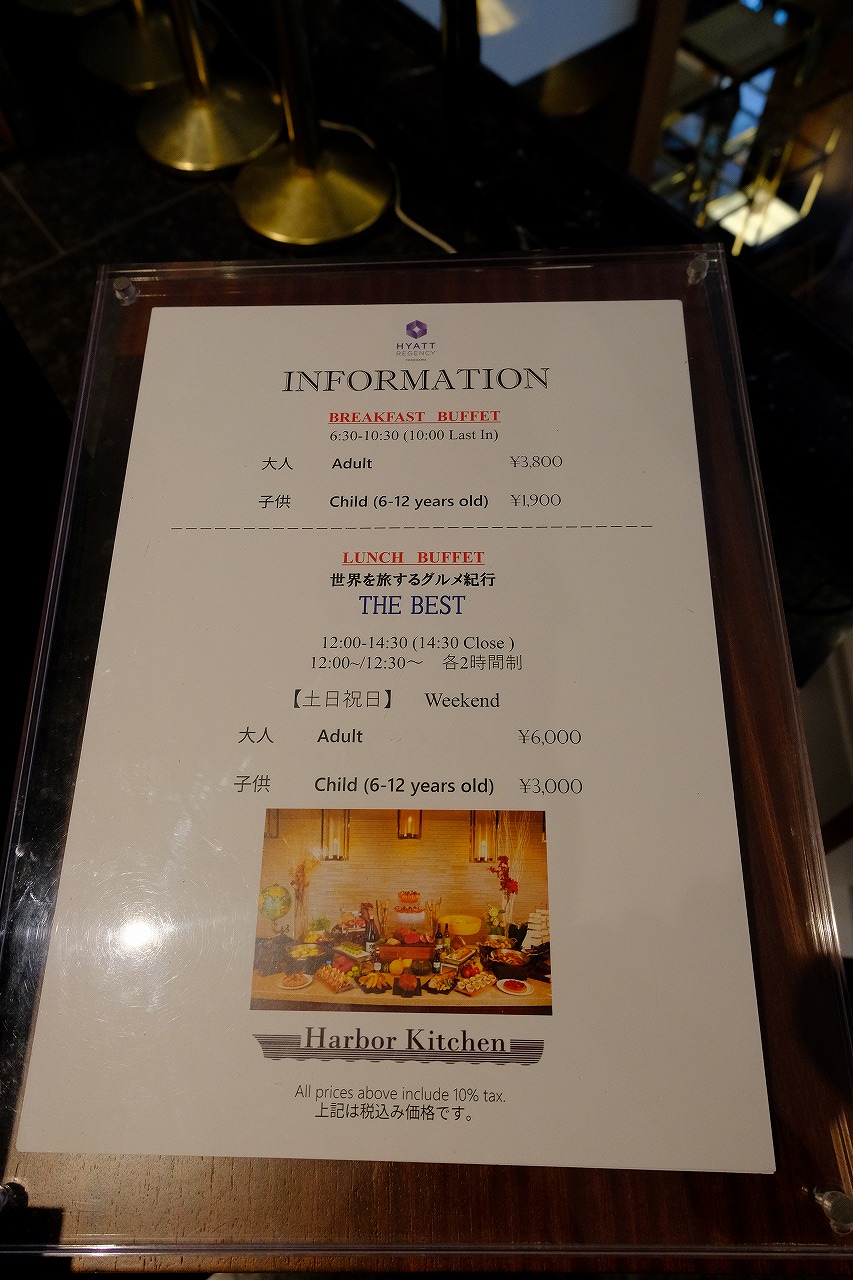 HYATT
REGENCY
INFORMATION
BREAKFAST BUFFET
6:30-10:30 (10:00 Last In)
大人 Adult ¥3,800
子供 Child (6-12 years old) ¥1,900
LUNCH BUFFET
世界を旅するグルメ紀行
THE BEST
12:00-14:30 (14:30 Close )
12:00~/12:30～ 各2時間制
【土日祝日】 Weekend
大人 Adult ¥6,000
子供 Child (6-12 years old) ¥3,000
Harbor Kitchen
All prices above include 10% tax.
上記は税込み価格です。